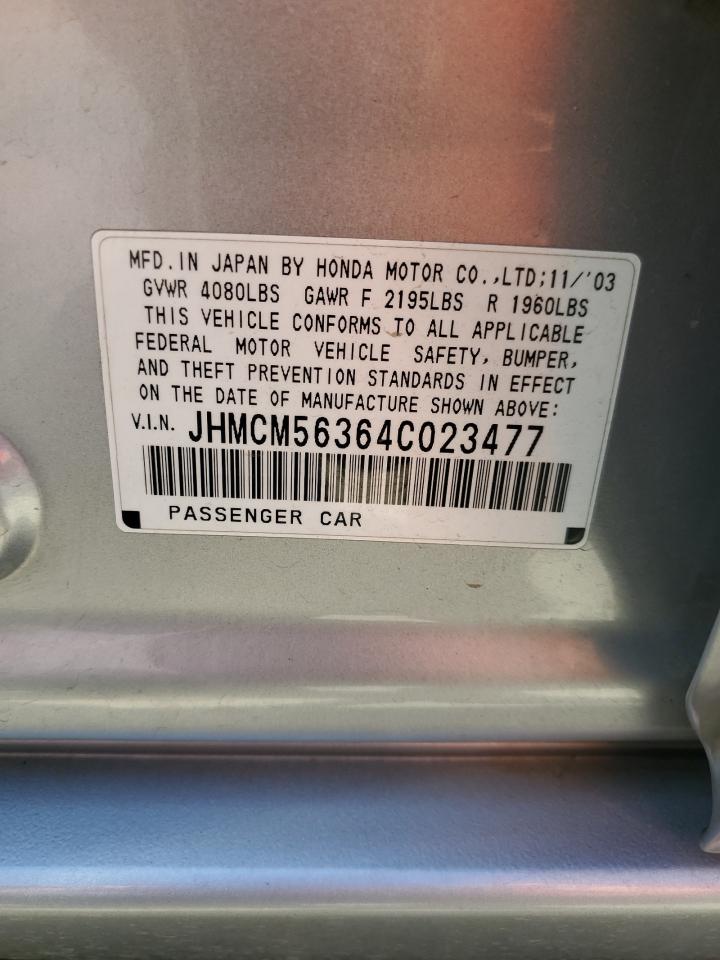 MFD.IN JAPAN BY HONDA MOTOR CO.,LTD;11/'03
GVWR 4080LBS GAWR F 2195LBS R 1960LBS
THIS VEHICLE CONFORMS TO ALL APPLICABLE
FEDERAL MOTOR VEHICLE SAFETY, BUMPER,
AND THEFT PREVENTION STANDARDS IN EFFECT
ON THE DATE OF MANUFACTURE SHOWN ABOVE:
V.I.N. JHMCM56364C023477
PASSENGER CAR